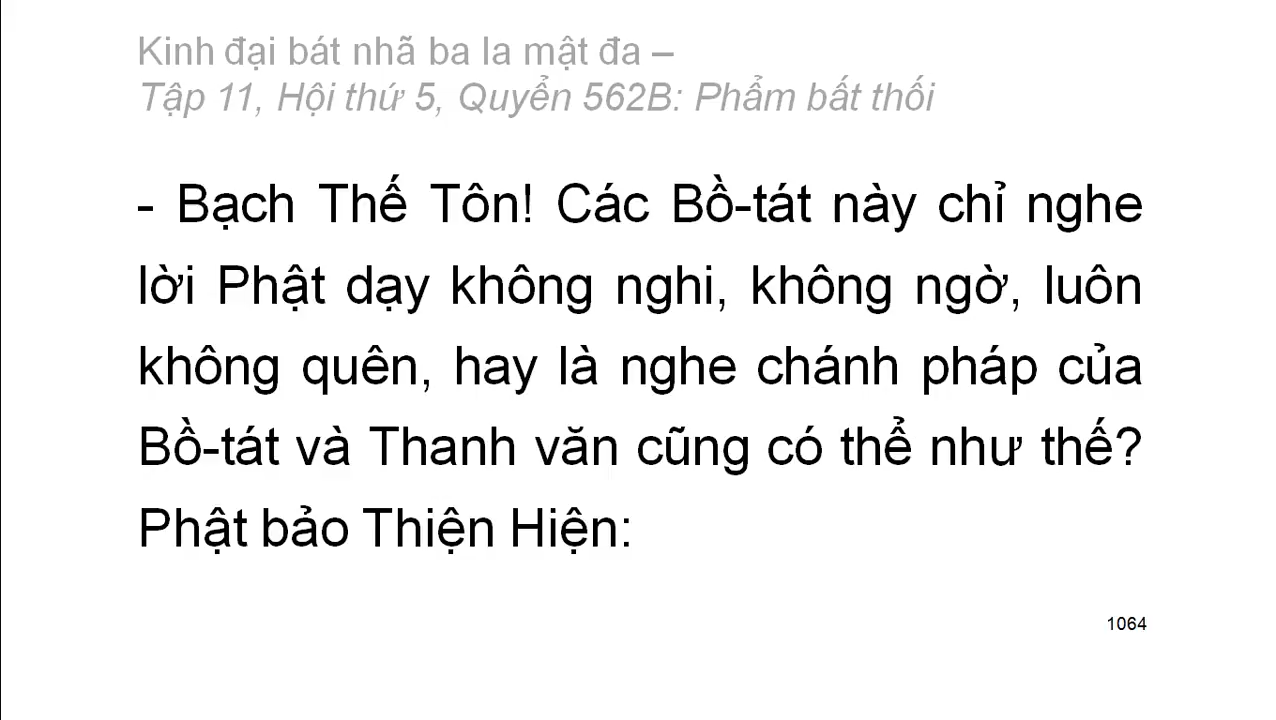 Kinh đại bát nhã ba la mật đa –
Tập 11, Hội thứ 5, Quyển 562B: Phẩm bất thối
- Bạch Thế Tôn! Các Bồ-tát này chỉ nghe
lời Phật dạy không nghi, không ngờ, luôn
không quên, hay là nghe chánh pháp của
Bồ-tát và Thanh văn cũng có thể như thế?
Phật bảo Thiện Hiện:
1064